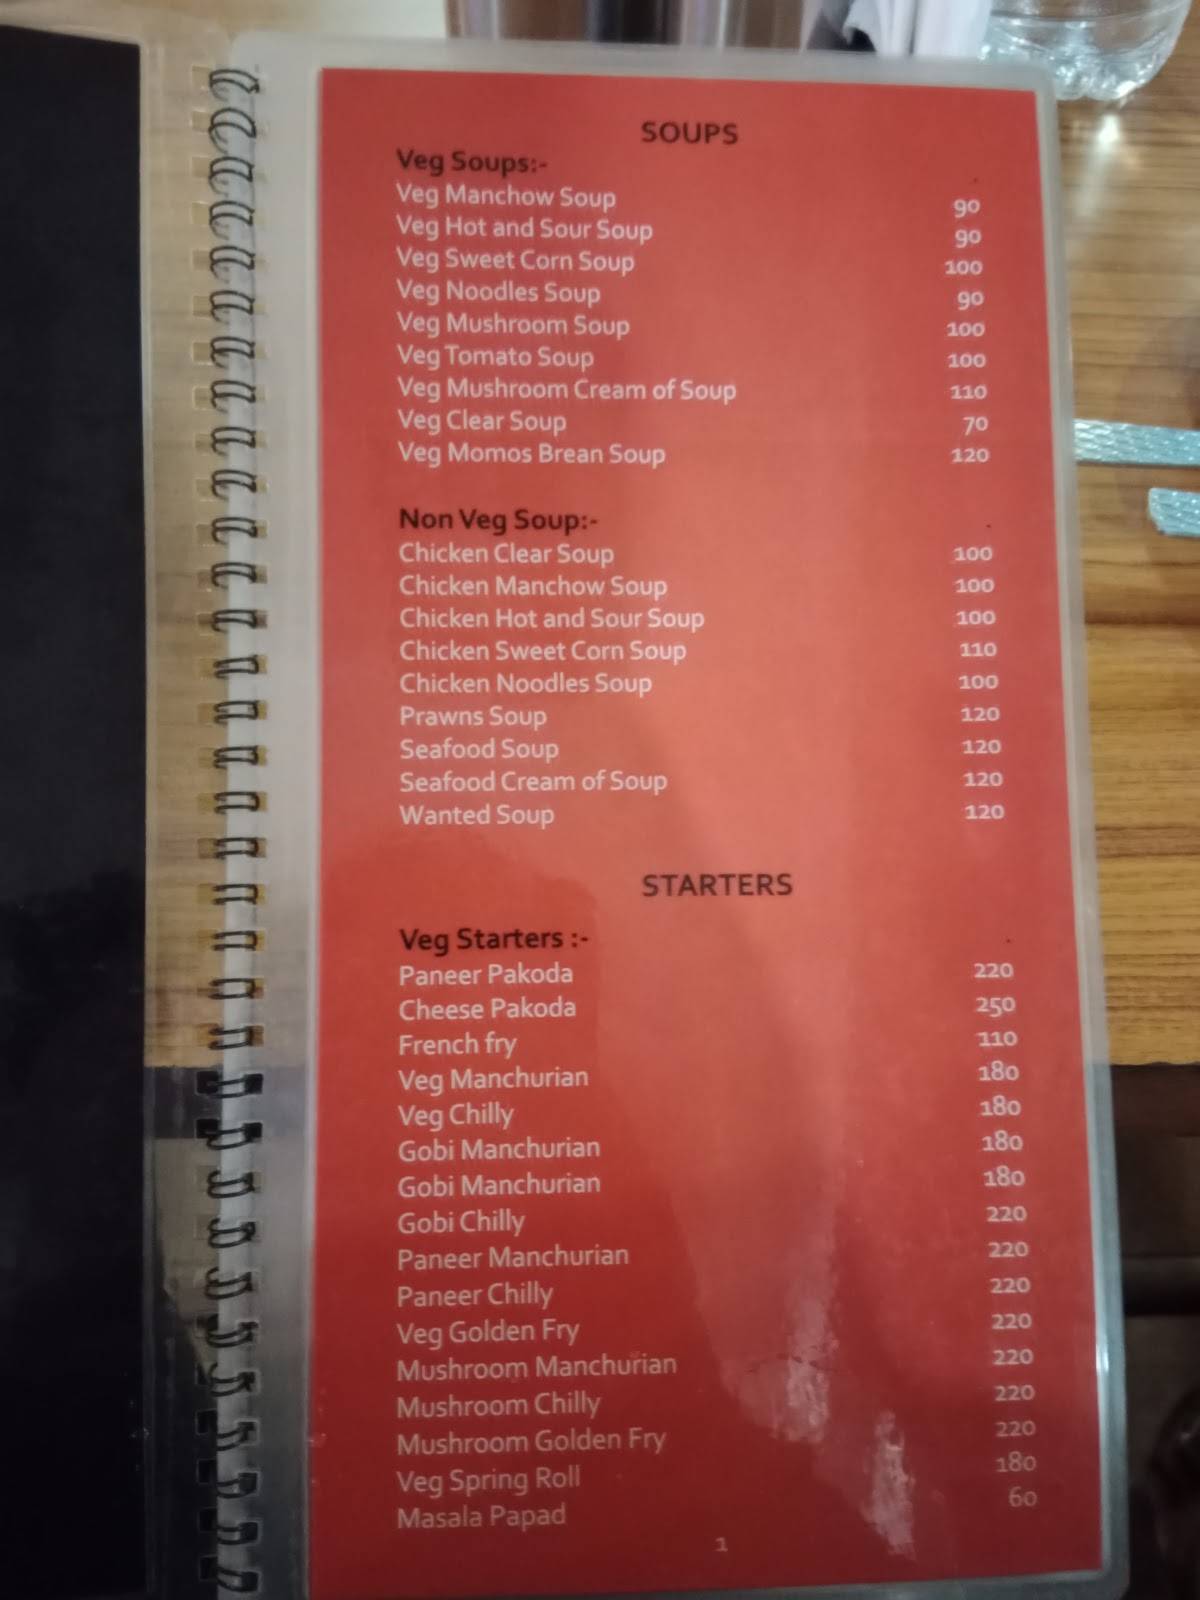 SOUPS
Veg Soups:-
Veg Manchow Soup 90
Veg Hot and Sour Soup 90
Veg Sweet Corn Soup 100
Veg Noodles Soup 90
Veg Mushroom Soup 100
Veg Tomato Soup 100
Veg Mushroom Cream of Soup 110
Veg Clear Soup 70
Veg Momos Brean Soup 120
Non Veg Soup:-
Chicken Clear Soup 100
Chicken Manchow Soup 100
Chicken Hot and Sour Soup 100
Chicken Sweet Corn Soup 110
Chicken Noodles Soup 100
Prawns Soup 120
Seafood Soup 120
Seafood Cream of Soup 120
Wanted Soup 120
STARTERS
Veg Starters :-
Paneer Pakoda 220
Cheese Pakoda 250
French fry 110
Veg Manchurian 180
Veg Chilly 180
Gobi Manchurian 180
Gobi Manchurian 180
Gobi Chilly 220
Paneer Manchurian 220
Paneer Chilly 220
Veg Golden Fry 220
Mushroom Manchurian 220
Mushroom Chilly 220
Mushroom Golden Fry 220
Veg Spring Roll 180
Masala Papad 60
1